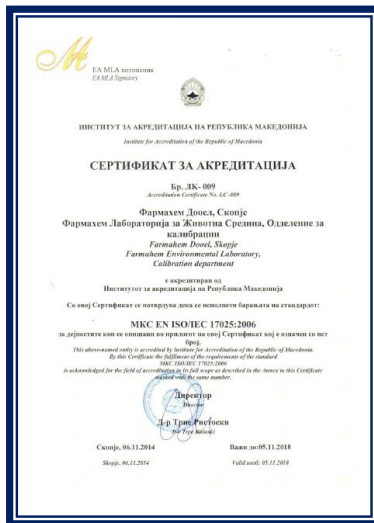 EA MLA потписник
EA MLA Signatory
ИНСТИТУТ ЗА АКРЕДИТАЦИЈА НА РЕПУБЛИКА МАКЕДОНИЈА
Institute for Accreditation of the Republic of Macedonia
СЕРТИФИКАТ ЗА АКРЕДИТАЦИЈА
Бр. ЛК- 009
Accreditation Certificate No. LC -009
Фармахем Дооел, Скопје
Фармахем Лабораторија за Животна Средина, Одделение за
калибрации
Farmahem Dooel, Skopje
Farmahem Environmental Laboratory,
Calibration department
е акредитиран од
Институтот за акредитација на Република Македонија
Со овој Сертификат се потврдува дека се исполнети барањата на стандардот:
МКС EN ISO/IEC 17025:2006
за дејностите кои се опишани во прилогот на овој Сертификат кој е означен со ист
број.
This above-named entity is accredited by Institute for Accreditation of the Republic of Macedonia.
By this Certificate the fulfilment of the requirements of the standard
MKC ISO/IEC 17025:2006
is acknowledged for the field of accreditation in its full scope as described in the Annex to this Certificate
marked with the same number.
Директор
Director
Д-р Трпе Ристоски
Скопје, 06.11.2014
Важи до:05.11.2018
Skopje, 06.11.2014
Valid until: 05.11.2018